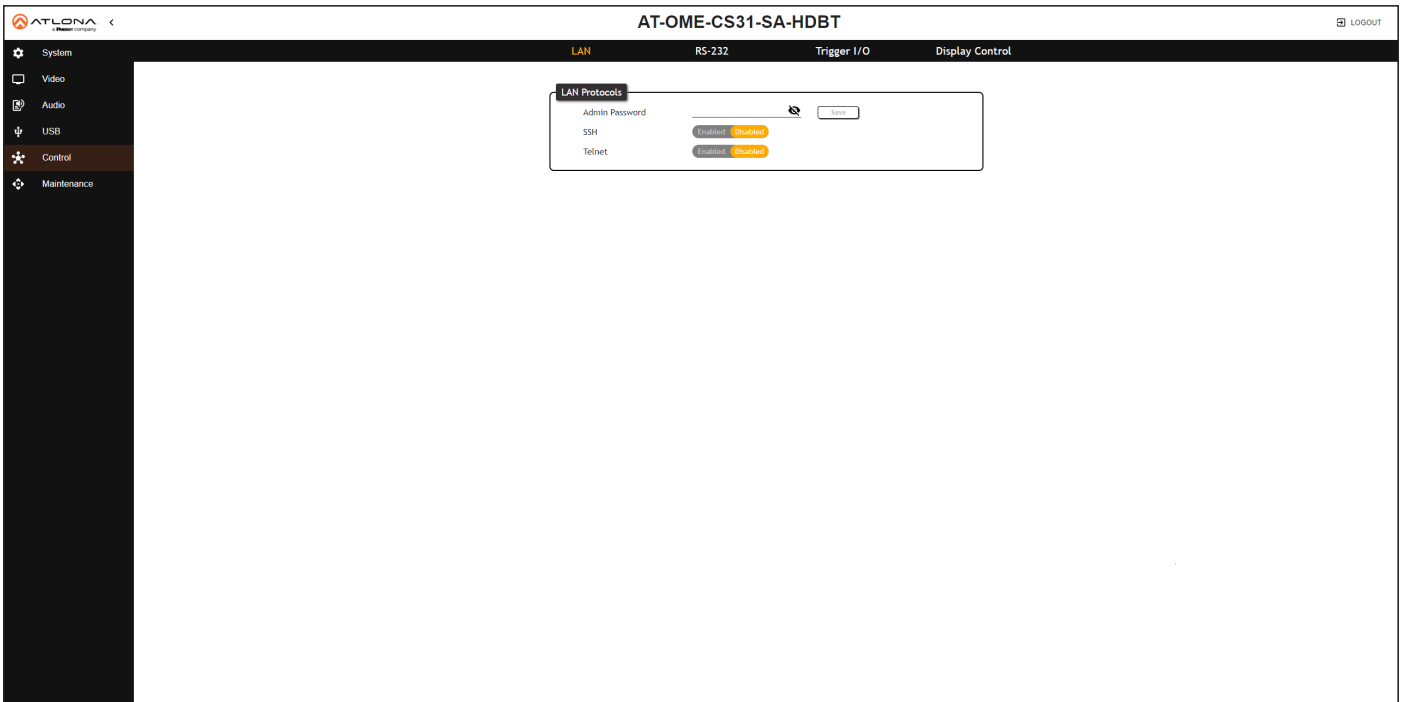 ATLONA
a Panduit company
AT-OME-CS31-SA-HDBT
LOGOUT
System
Video
Audio
USB
Control
Maintenance
LAN RS-232 Trigger I/O Display Control
LAN Protocols
Admin Password Save
SSH Enabled Disabled
Telnet Enabled Disabled